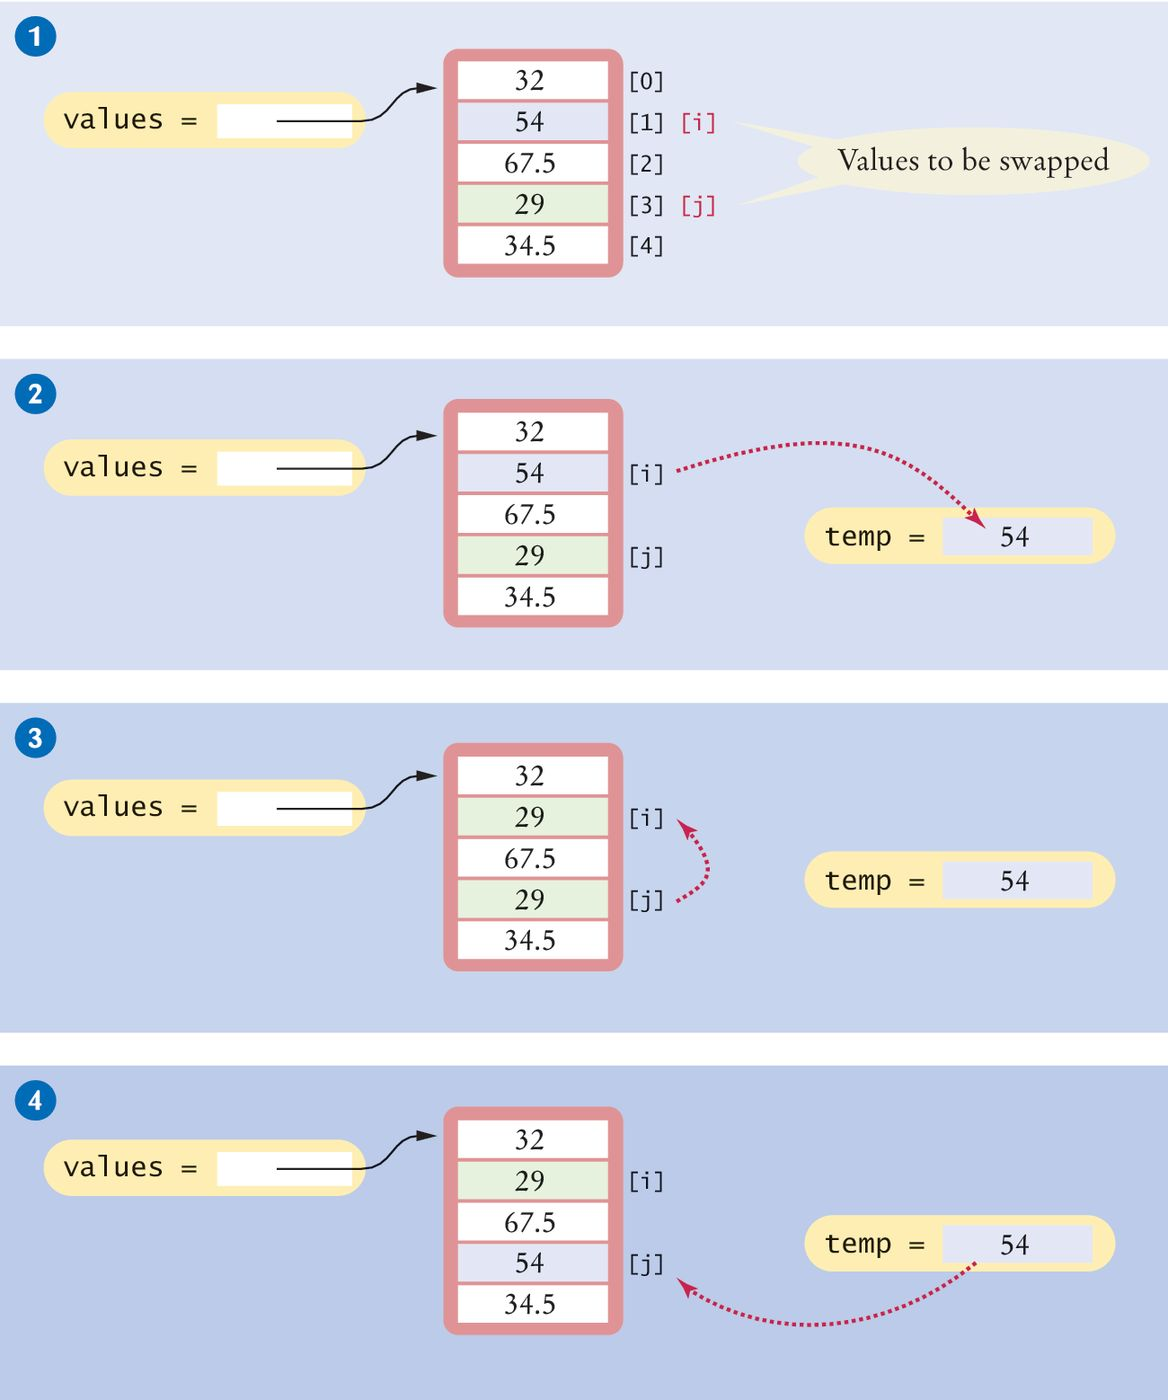 1
values =
32 [0]
54 [1] [i]
67.5 [2]
29 [3] [j]
34.5 [4]
Values to be swapped
2
values =
32
54 [i]
67.5
29 [j]
34.5
temp = 54
3
values =
32
29 [i]
67.5
29 [j]
34.5
temp = 54
4
values =
32
29 [i]
67.5
54 [j]
34.5
temp = 54